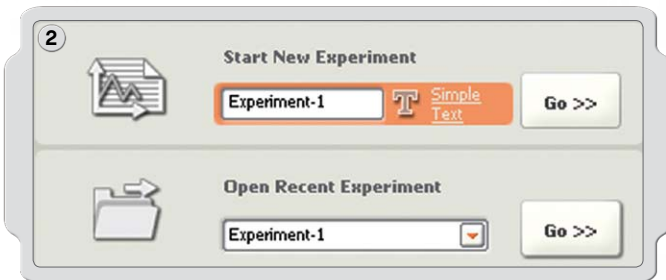 2
Start New Experiment
Experiment-1
T Simple
Text
Go >>
Open Recent Experiment
Experiment-1
Go >>